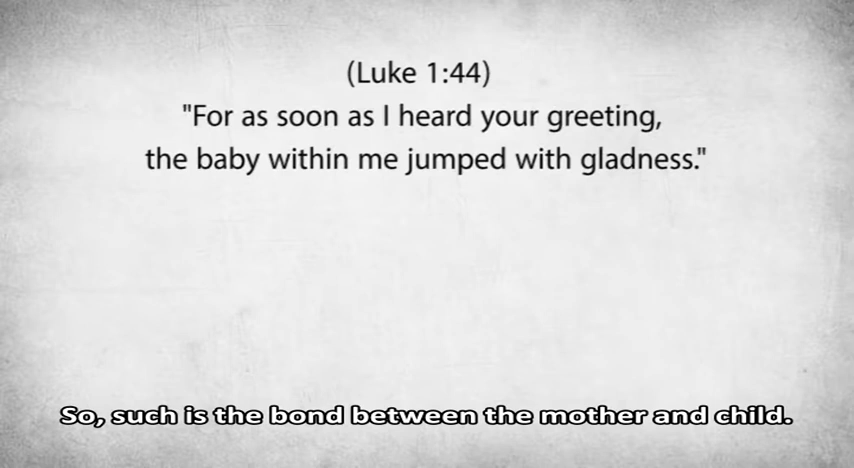 (Luke 1:44)
"For as soon as I heard your greeting,
the baby within me jumped with gladness."
So, such is the bond between the mother and child.